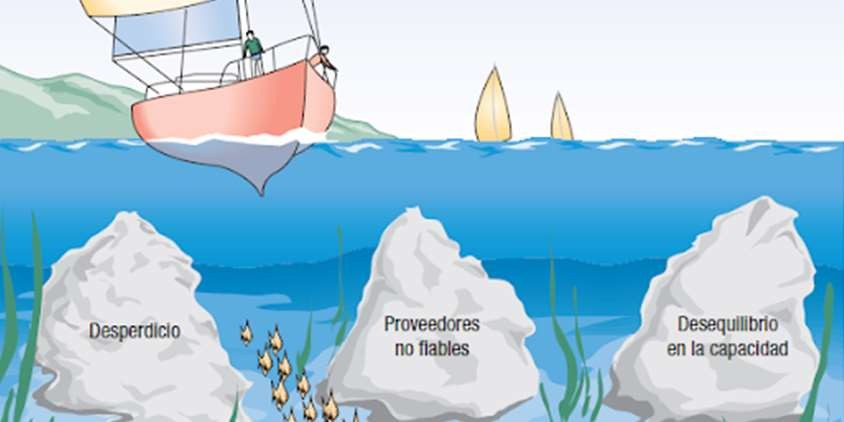 Desperdicio
Proveedores
no fiables
Desequilibrio
en la capacidad